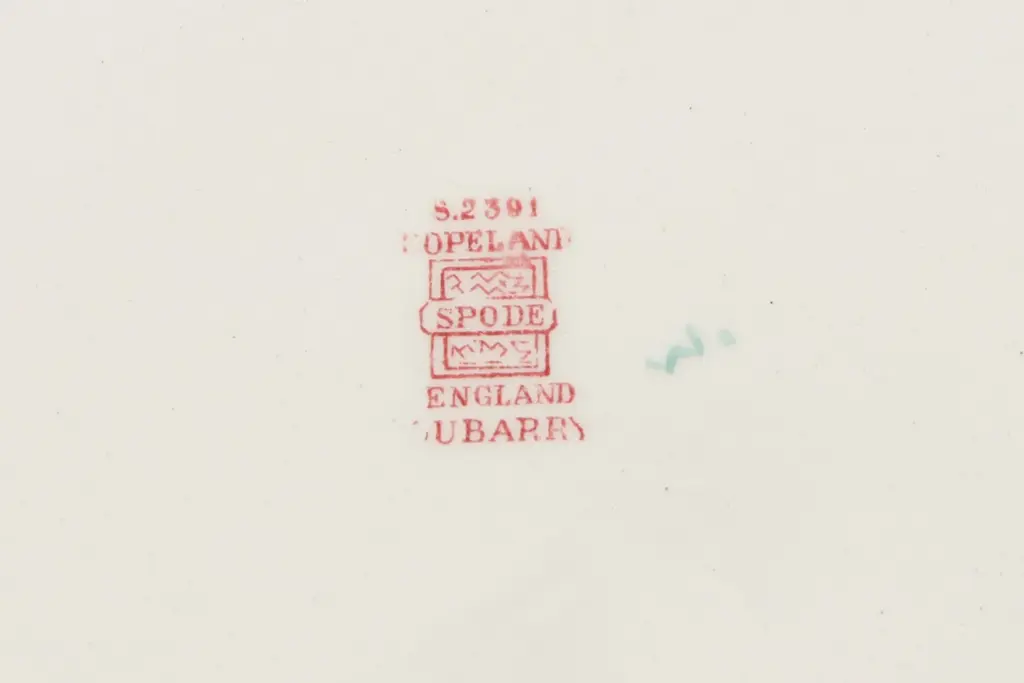 S.2391
COPELAND
SPODE
ENGLAND
DUBARRY